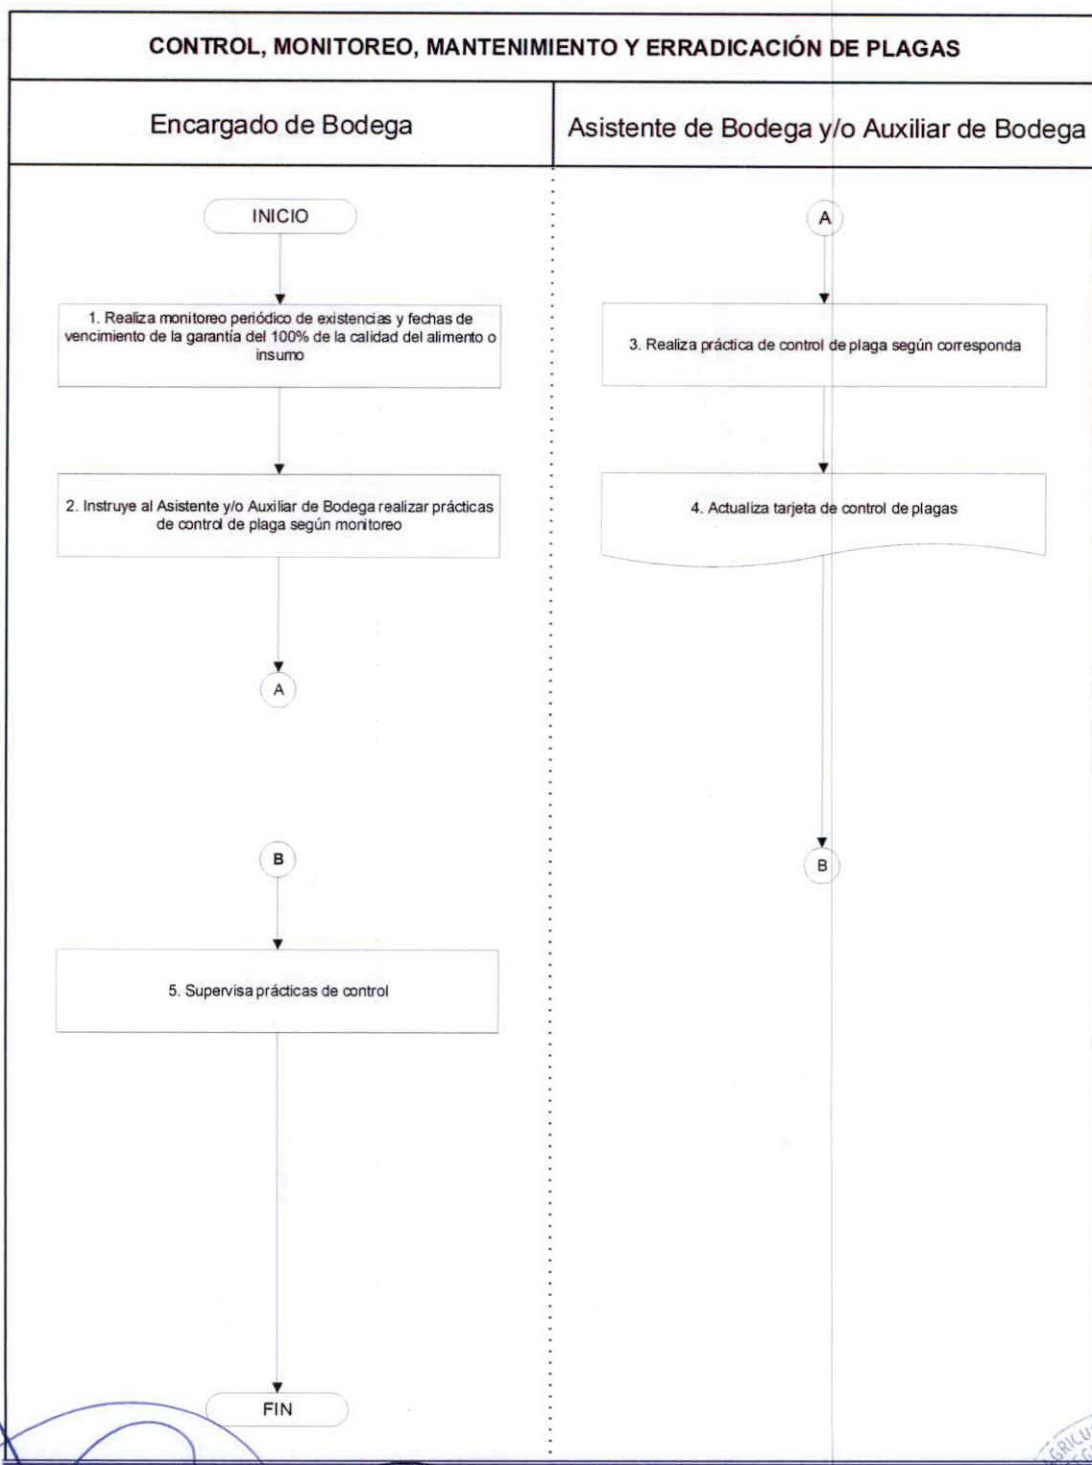 CONTROL, MONITOREO, MANTENIMIENTO Y ERRADICACIÓN DE PLAGAS
Encargado de Bodega
Asistente de Bodega y/o Auxiliar de Bodega
INICIO
1. Realiza monitoreo periódico de existencias y fechas de
vencimiento de la garantía del 100% de la calidad del alimento o
insumo
2. Instruye al Asistente y/o Auxiliar de Bodega realizar prácticas
de control de plaga según monitoreo
A
B
5. Supervisa prácticas de control
FIN
A
3. Realiza práctica de control de plaga según corresponda
4. Actualiza tarjeta de control de plagas
B